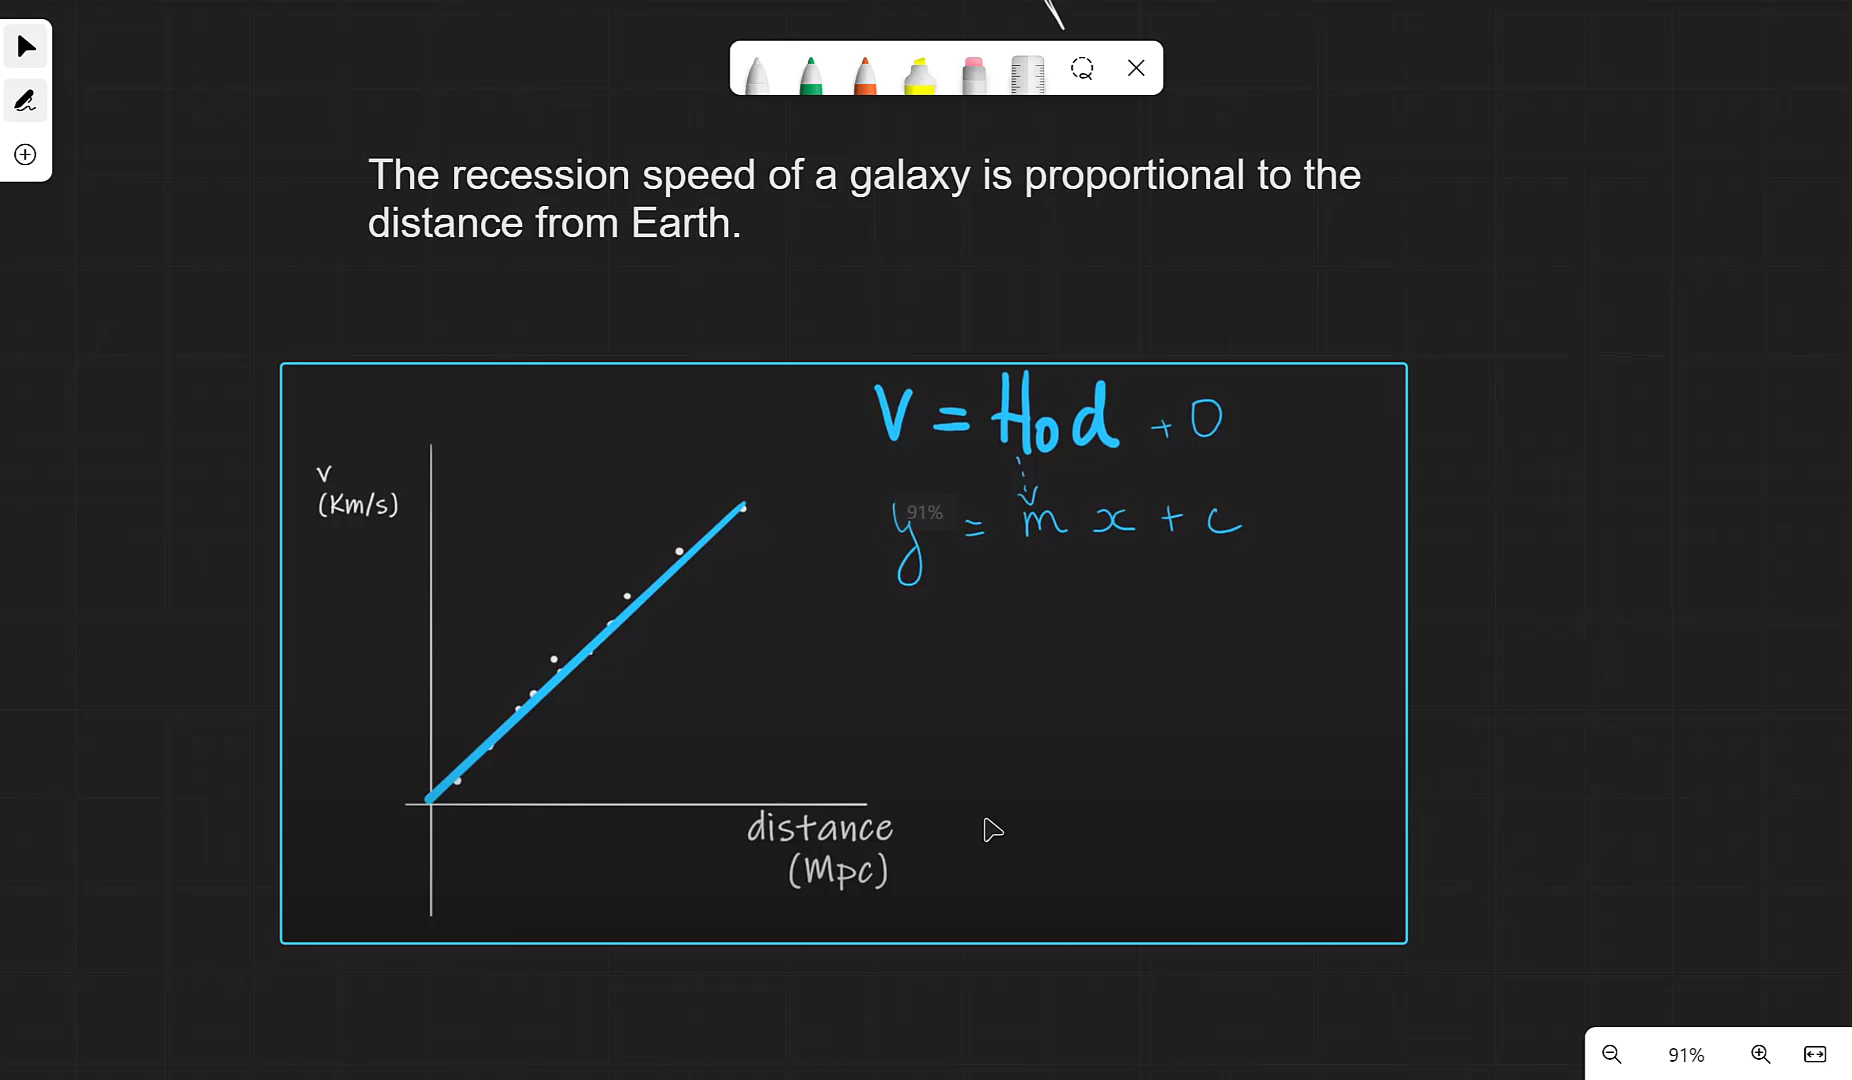 The recession speed of a galaxy is proportional to the
distance from Earth.
V = H₀d + 0
v
(Km/s)
91%
y = mx + c
distance
(Mpc)
91%